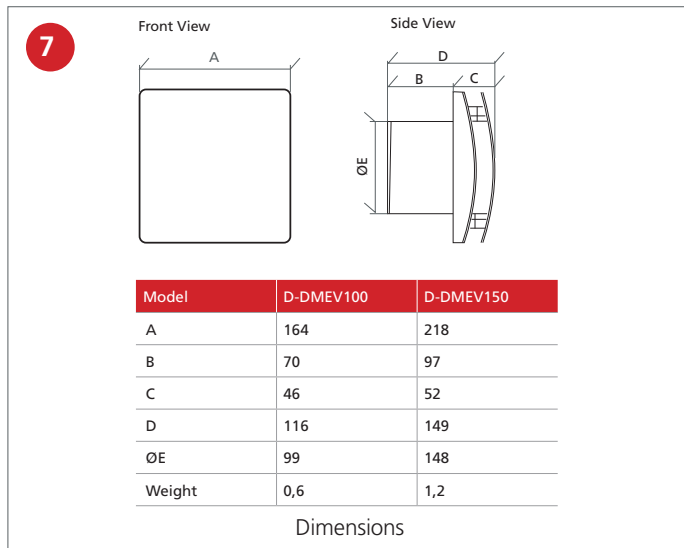 7
Front View
Side View
A
D
B C
ØE
Model D-DMEV100 D-DMEV150
A 164 218
B 70 97
C 46 52
D 116 149
ØE 99 148
Weight 0,6 1,2
Dimensions